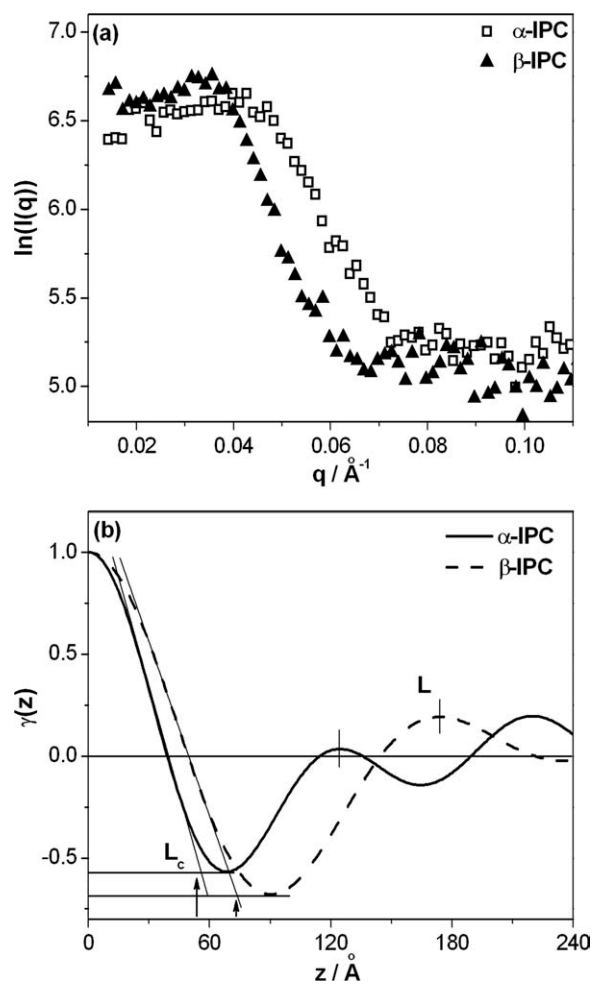 (a)
α-IPC
β-IPC
7.0
6.5
6.0
5.5
5.0
ln(I(q))
0.02 0.04 0.06 0.08 0.10
q / Å⁻¹
(b)
α-IPC
β-IPC
1.0
0.5
0.0
-0.5
γ(z)
L
L_c
0 60 120 180 240
z / Å